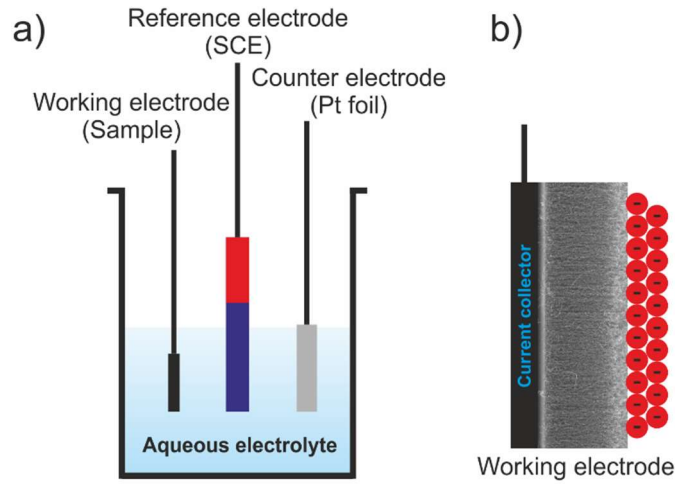 a)
Reference electrode
(SCE)
Counter electrode
(Pt foil)
Working electrode
(Sample)
Aqueous electrolyte
b)
Current collector
Working electrode